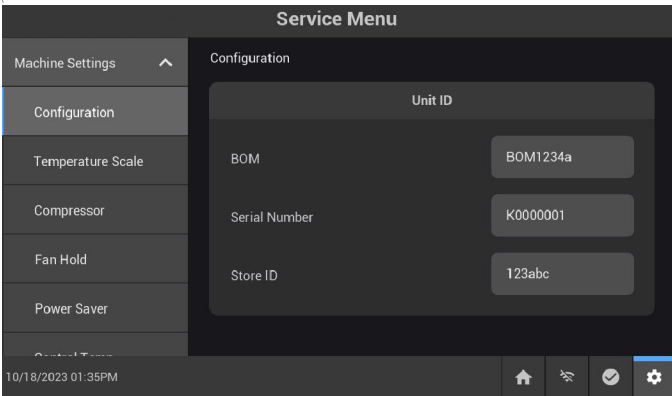 Service Menu
Machine Settings
Configuration
Temperature Scale
Compressor
Fan Hold
Power Saver
Configuration
Unit ID
BOM BOM1234a
Serial Number K0000001
Store ID 123abc
10/18/2023 01:35PM